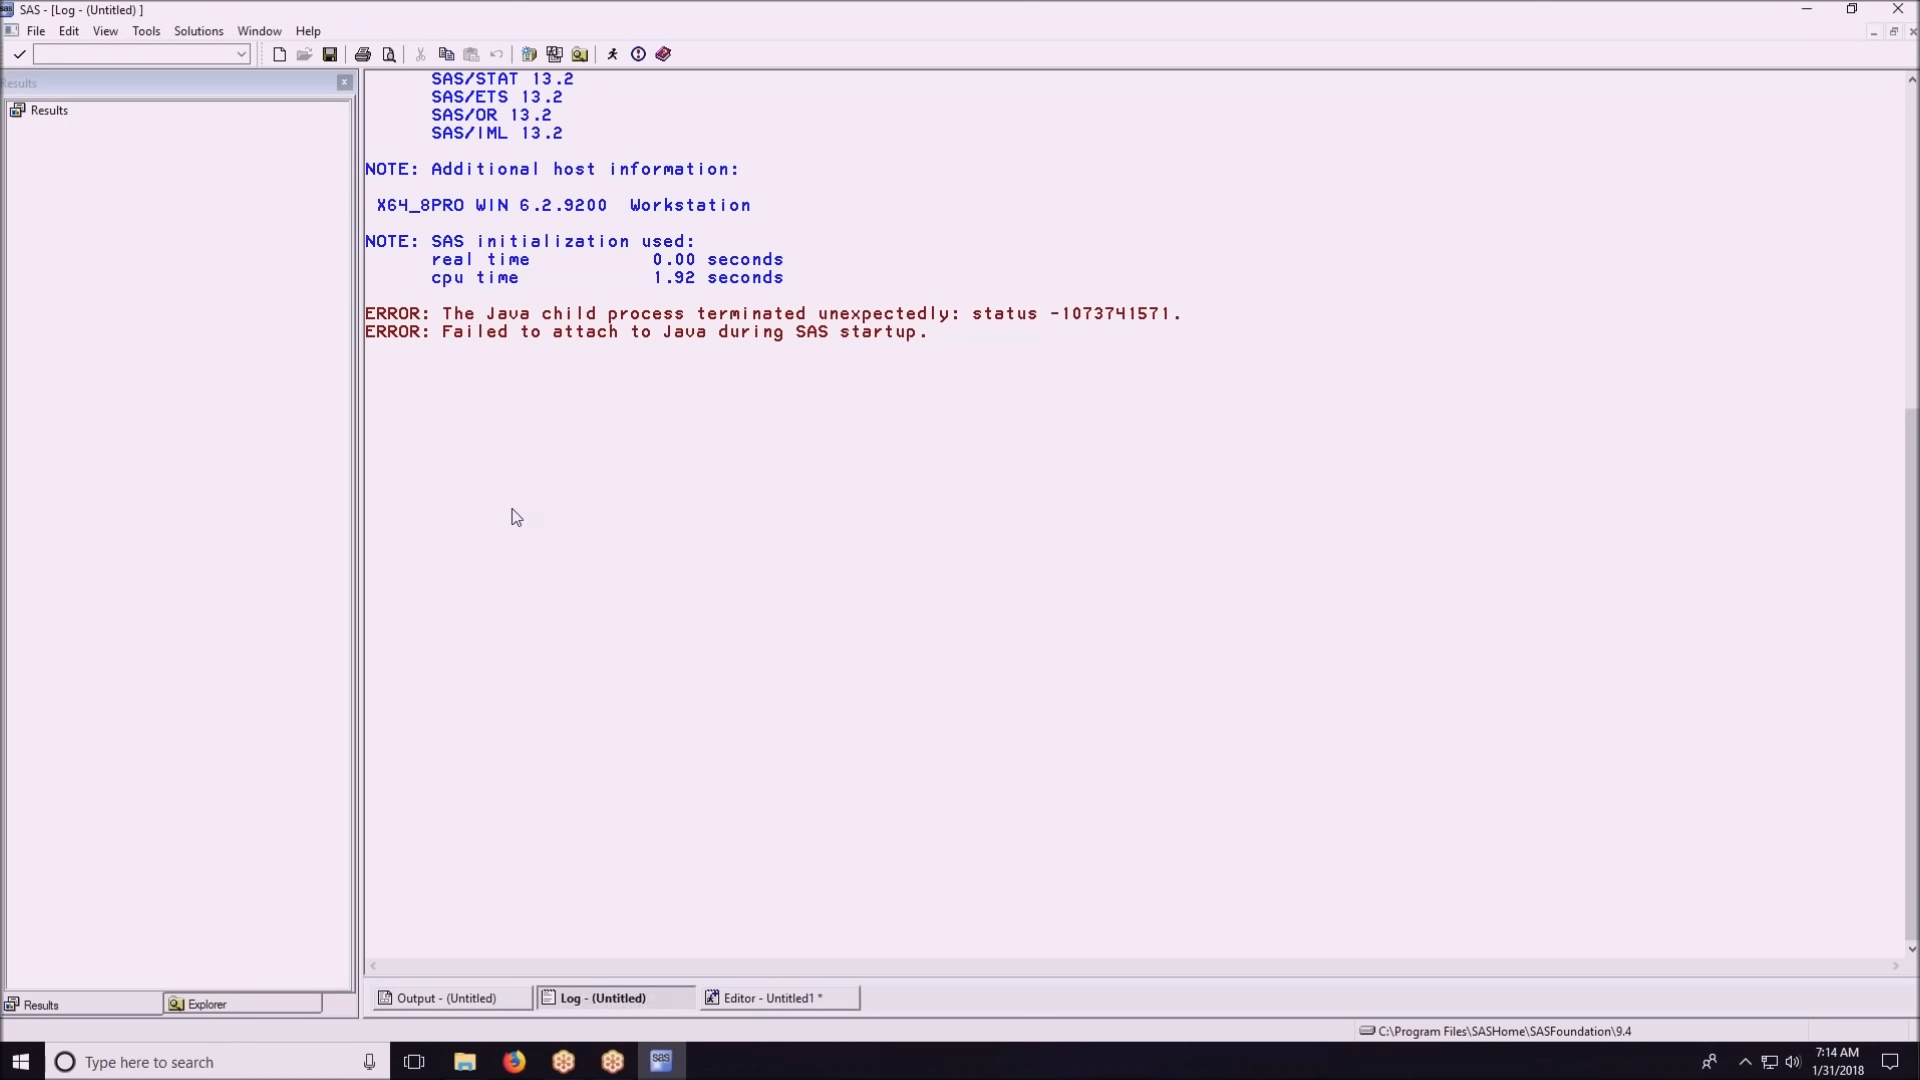 SAS - [Log - (Untitled) ]
File Edit View Tools Solutions Window Help
Results
Results
SAS/STAT 13.2
SAS/ETS 13.2
SAS/OR 13.2
SAS/IML 13.2
NOTE: Additional host information:
X64_8PRO WIN 6.2.9200 Workstation
NOTE: SAS initialization used:
real time 0.00 seconds
cpu time 1.92 seconds
ERROR: The Java child process terminated unexpectedly: status -1073741571.
ERROR: Failed to attach to Java during SAS startup.
Results Explorer
Output - (Untitled) Log - (Untitled) Editor - Untitled1 *
C:\Program Files\SASHome\SASFoundation\9.4
Type here to search
sas
7:14 AM
1/31/2018